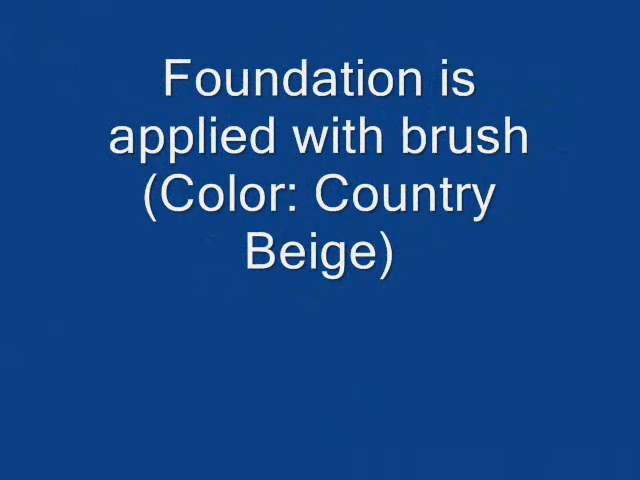 Foundation is
applied with brush
(Color: Country
Beige)